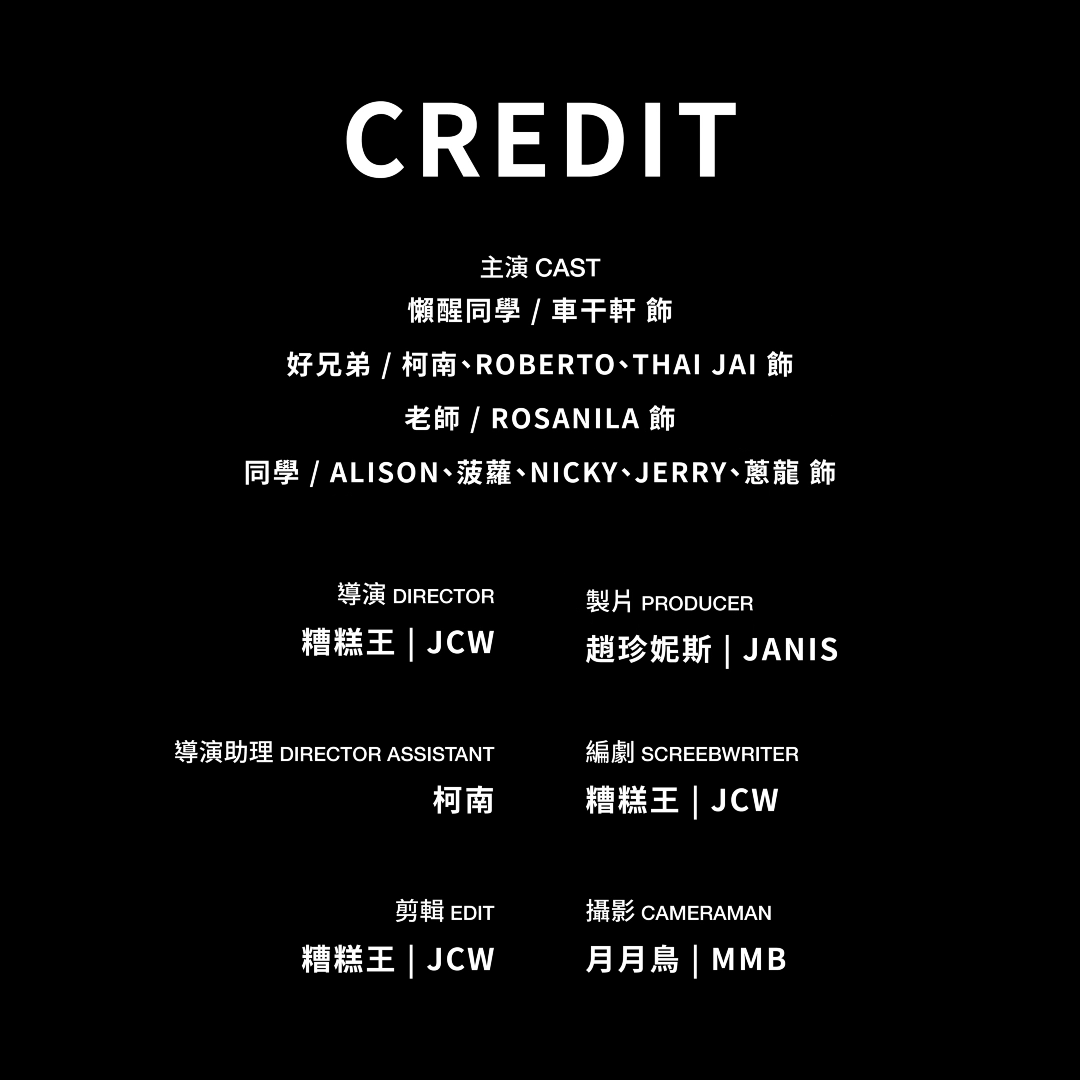 CREDIT
主演 CAST
懶醒同學 / 車干軒 飾
好兄弟 / 柯南、ROBERTO、THAI JAI 飾
老師 / ROSANILA 飾
同學 / ALISON、菠蘿、NICKY、JERRY、蔥龍 飾
導演 DIRECTOR
糟糕王 | JCW
製片 PRODUCER
趙珍妮斯 | JANIS
導演助理 DIRECTOR ASSISTANT
柯南
編劇 SCREEBWRITER
糟糕王 | JCW
剪輯 EDIT
糟糕王 | JCW
攝影 CAMERAMAN
月月鳥 | MMB